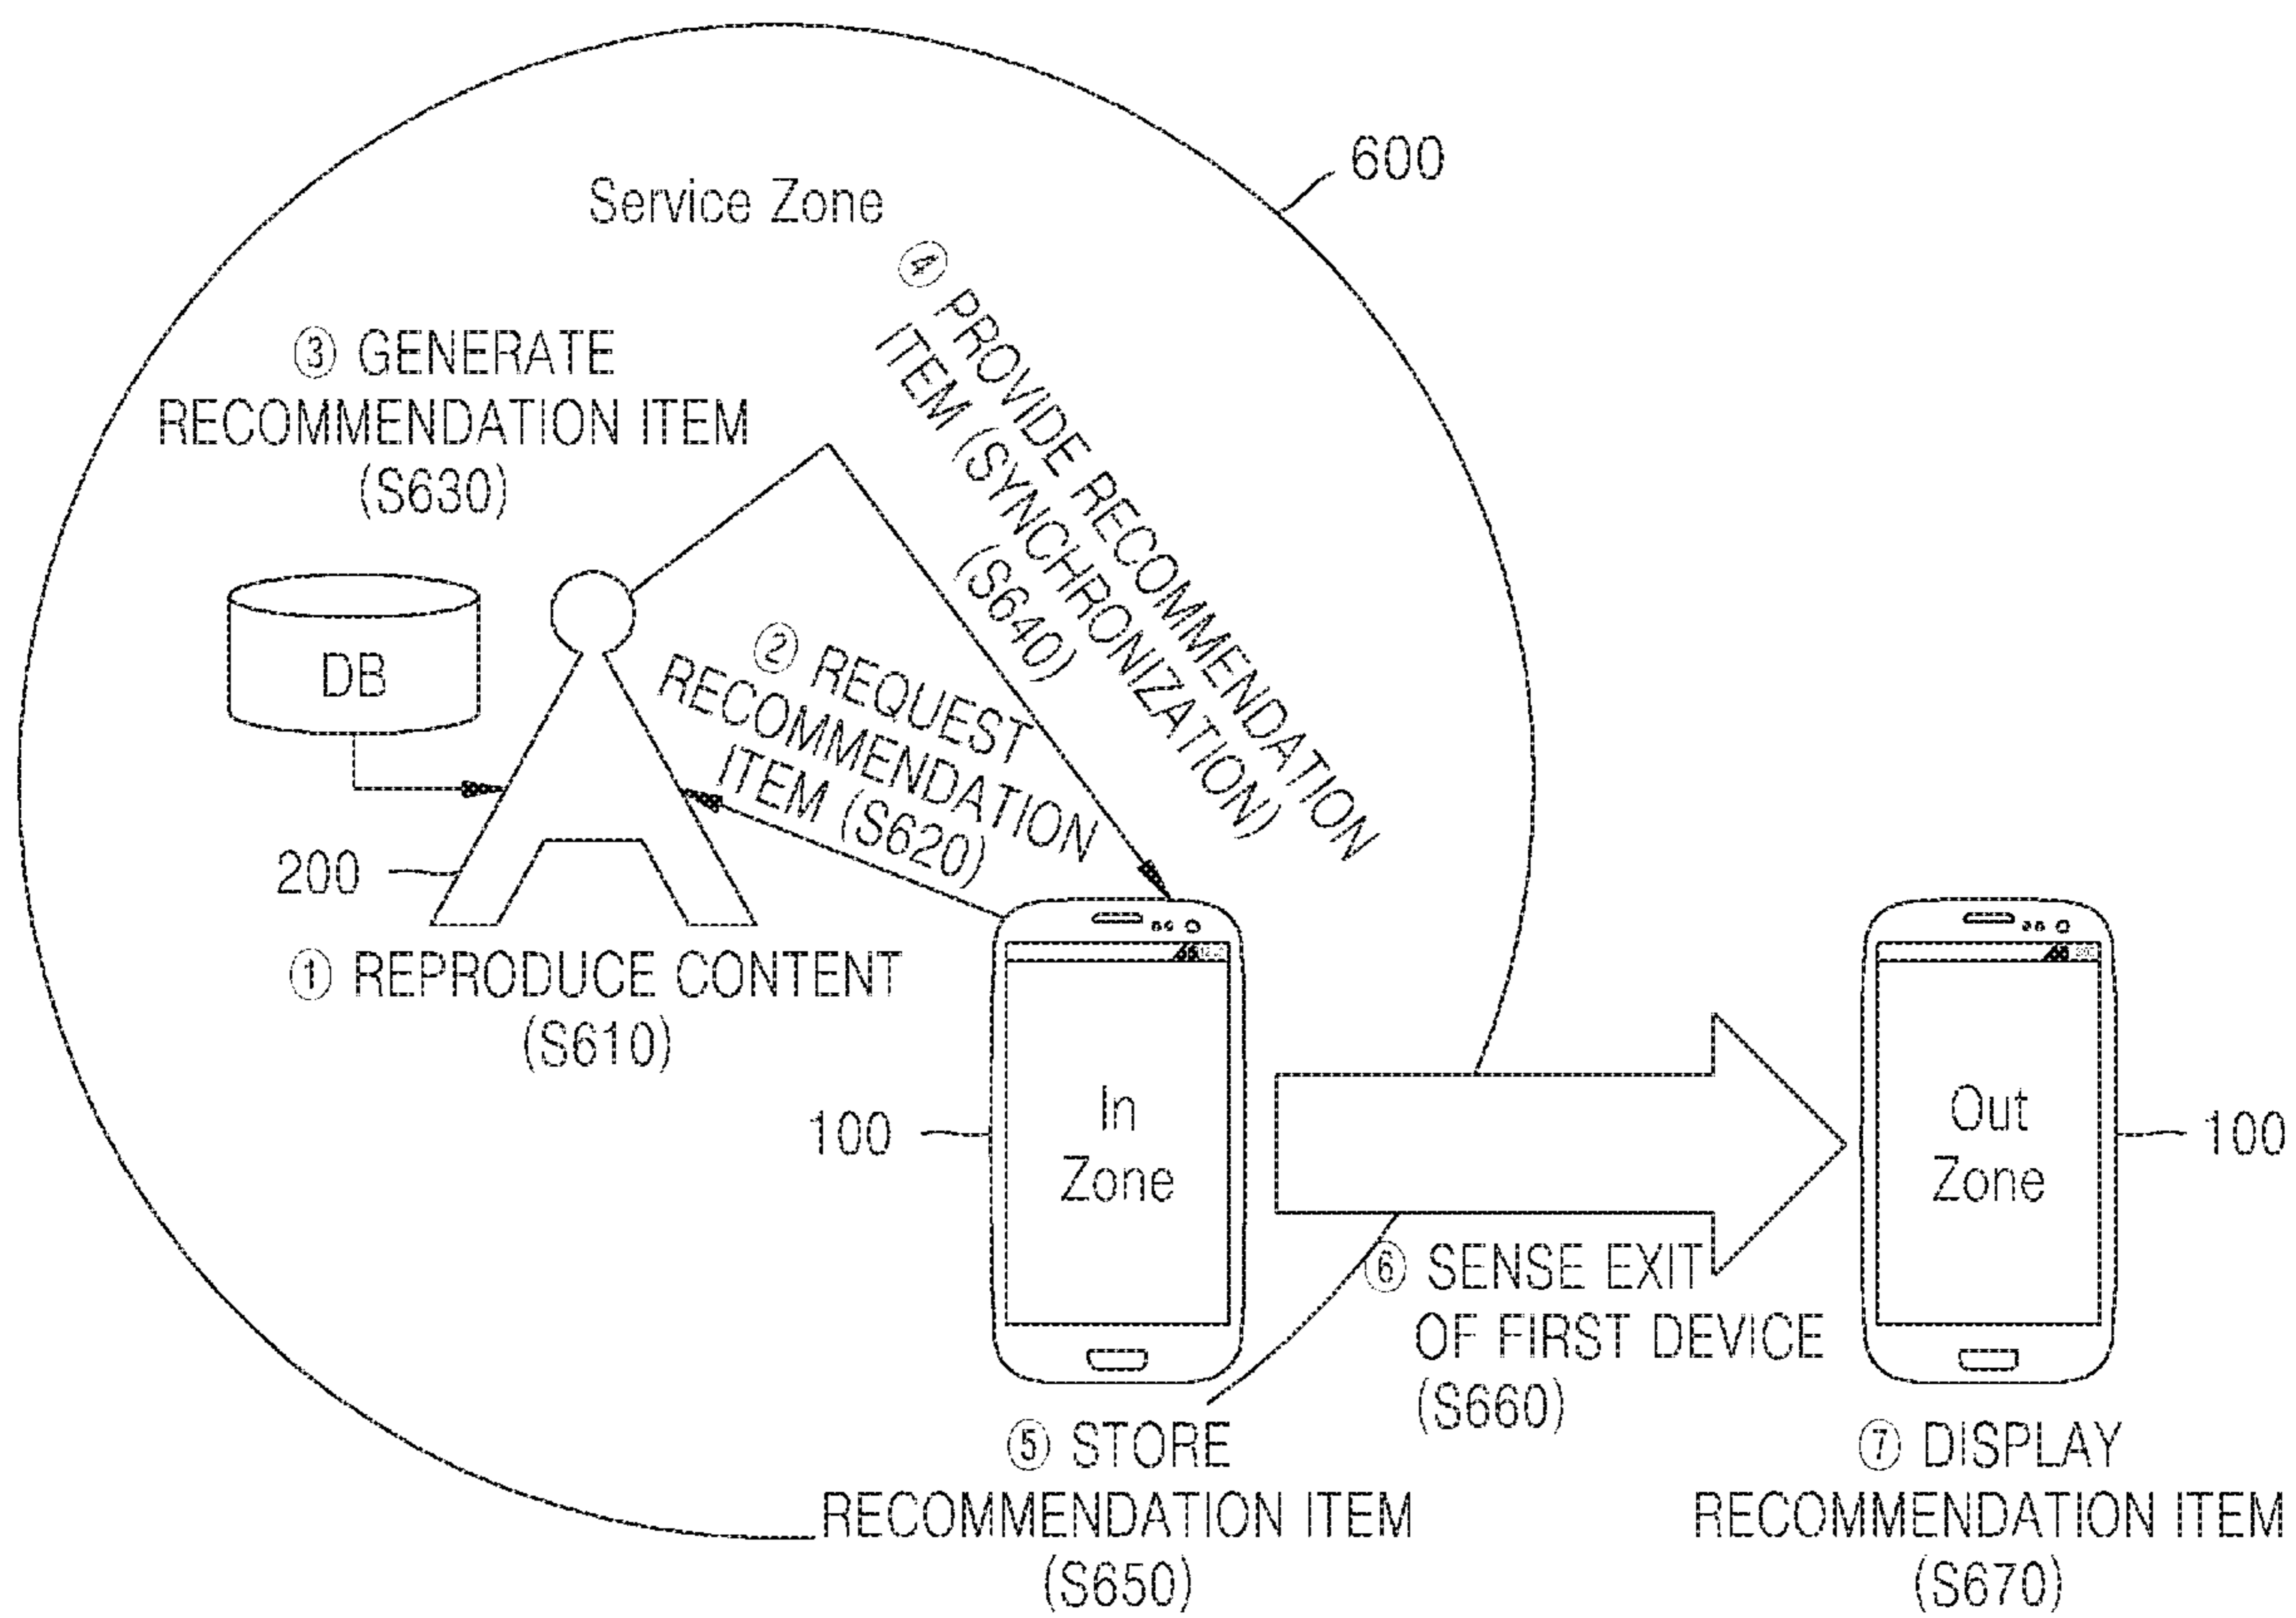 600
Service Zone
④ PROVIDE RECOMMENDATION
ITEM (SYNCHRONIZATION)
(S640)
③ GENERATE
RECOMMENDATION ITEM
(S630)
DB
② REQUEST
RECOMMENDATION
ITEM (S620)
200
① REPRODUCE CONTENT
(S610)
100
In
Zone
Out
Zone
100
⑥ SENSE EXIT
OF FIRST DEVICE
(S660)
⑤ STORE
RECOMMENDATION ITEM
(S650)
⑦ DISPLAY
RECOMMENDATION ITEM
(S670)